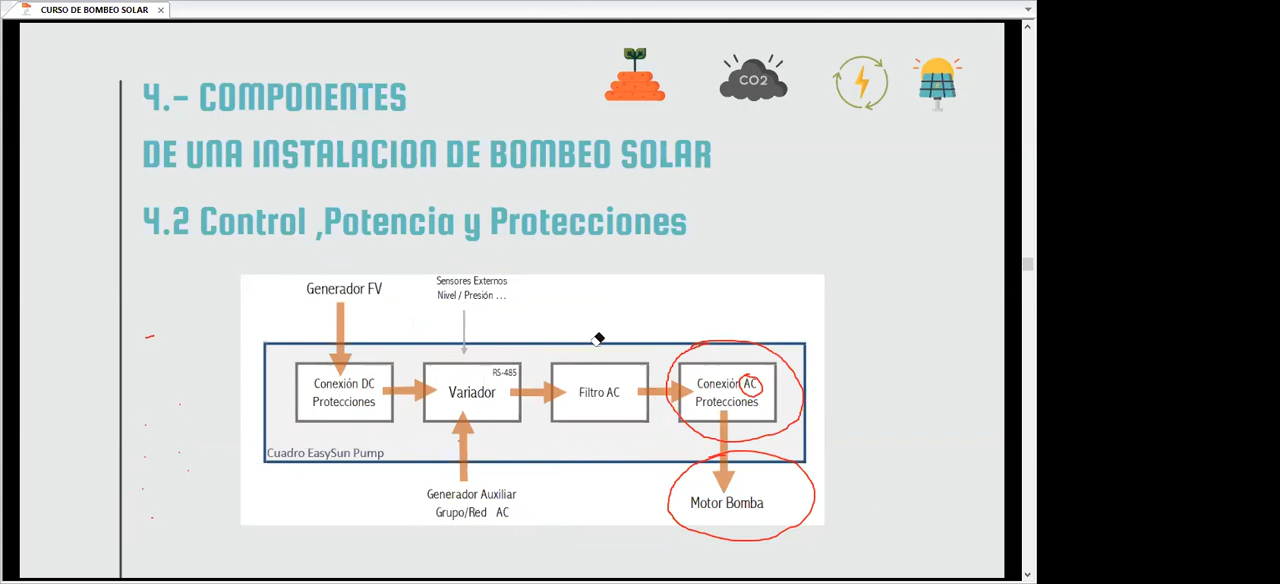 CURSO DE BOMBEO SOLAR
CO2
4.- COMPONENTES
DE UNA INSTALACION DE BOMBEO SOLAR
4.2 Control ,Potencia y Protecciones
Generador FV
Sensores Externos
Nivel / Presión ...
Conexión DC
Protecciones
RS-485
Variador
Filtro AC
Conexión AC
Protecciones
Cuadro EasySun Pump
Generador Auxiliar
Grupo/Red AC
Motor Bomba